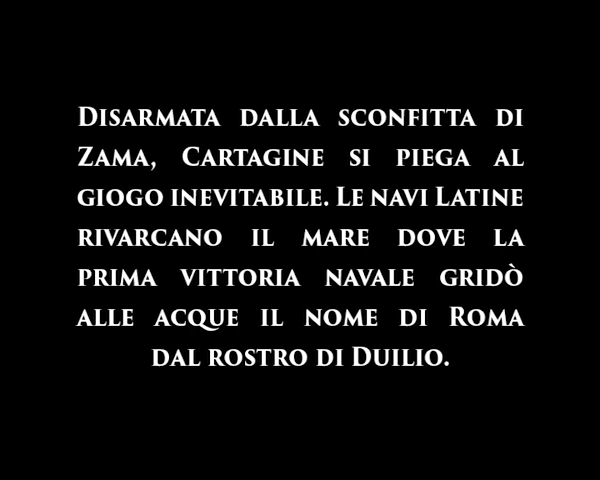 Disarmata dalla sconfitta di
Zama, Cartagine si piega al
giogo inevitabile. Le navi Latine
rivarcano il mare dove la
prima vittoria navale gridò
alle acque il nome di Roma
dal rostro di Duilio.